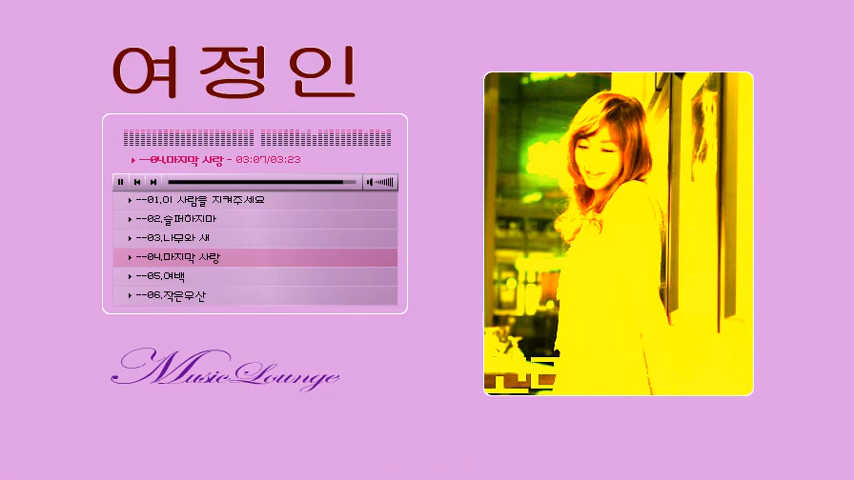 여정인
--04.마지막 사랑 - 03:07/03:23
--01.이 사람을 지켜주세요
--02.슬퍼하지마
--03.나무와 새
--04.마지막 사랑
--05.여백
--06.작은우산
Music Lounge